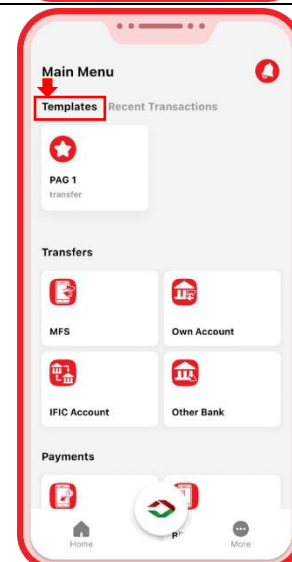 Main Menu
Templates Recent Transactions
PAG 1
transfer
Transfers
MFS
Own Account
IFIC Account
Other Bank
Payments
Home
More